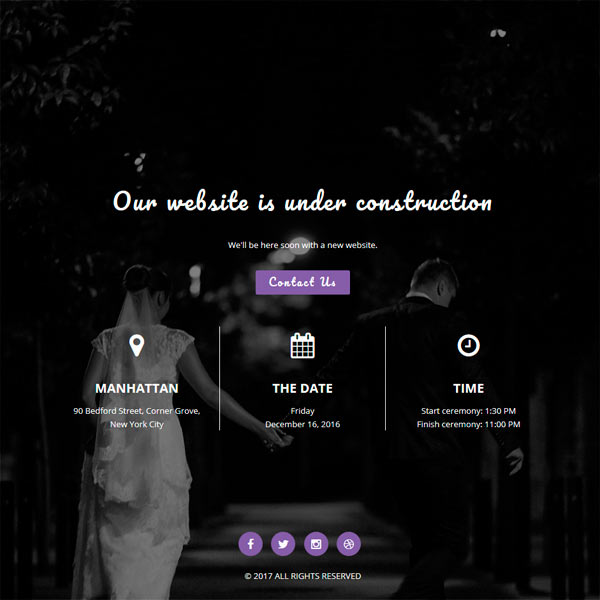 Our website is under construction
We'll be here soon with a new website.
Contact Us
MANHATTAN
90 Bedford Street, Corner Grove,
New York City
THE DATE
Friday
December 16, 2016
TIME
Start ceremony: 1:30 PM
Finish ceremony: 11:00 PM
© 2017 ALL RIGHTS RESERVED